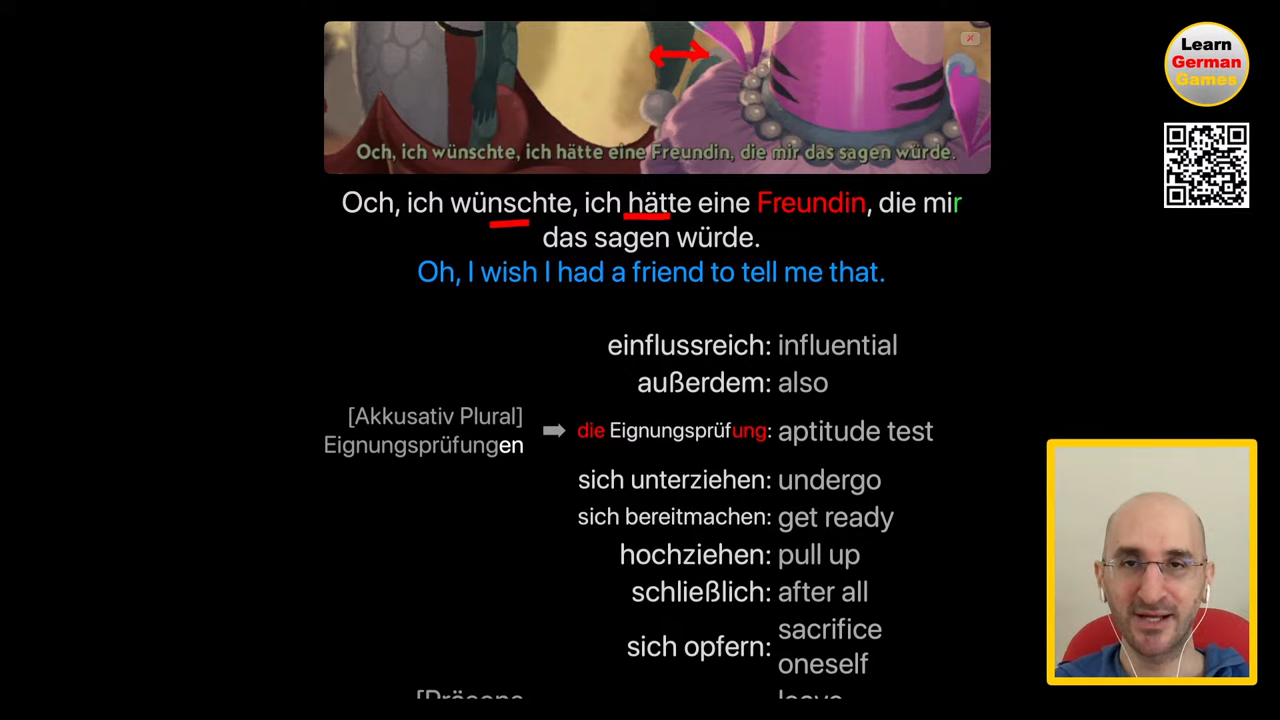 Learn
German
Games
Och, ich wünschte, ich hätte eine Freundin, die mir das sagen würde.
Och, ich wünschte, ich hätte eine Freundin, die mir
das sagen würde.
Oh, I wish I had a friend to tell me that.
einflussreich: influential
außerdem: also
[Akkusativ Plural]
Eignungsprüfungen ➡ die Eignungsprüfung: aptitude test
sich unterziehen: undergo
sich bereitmachen: get ready
hochziehen: pull up
schließlich: after all
sich opfern: sacrifice
oneself